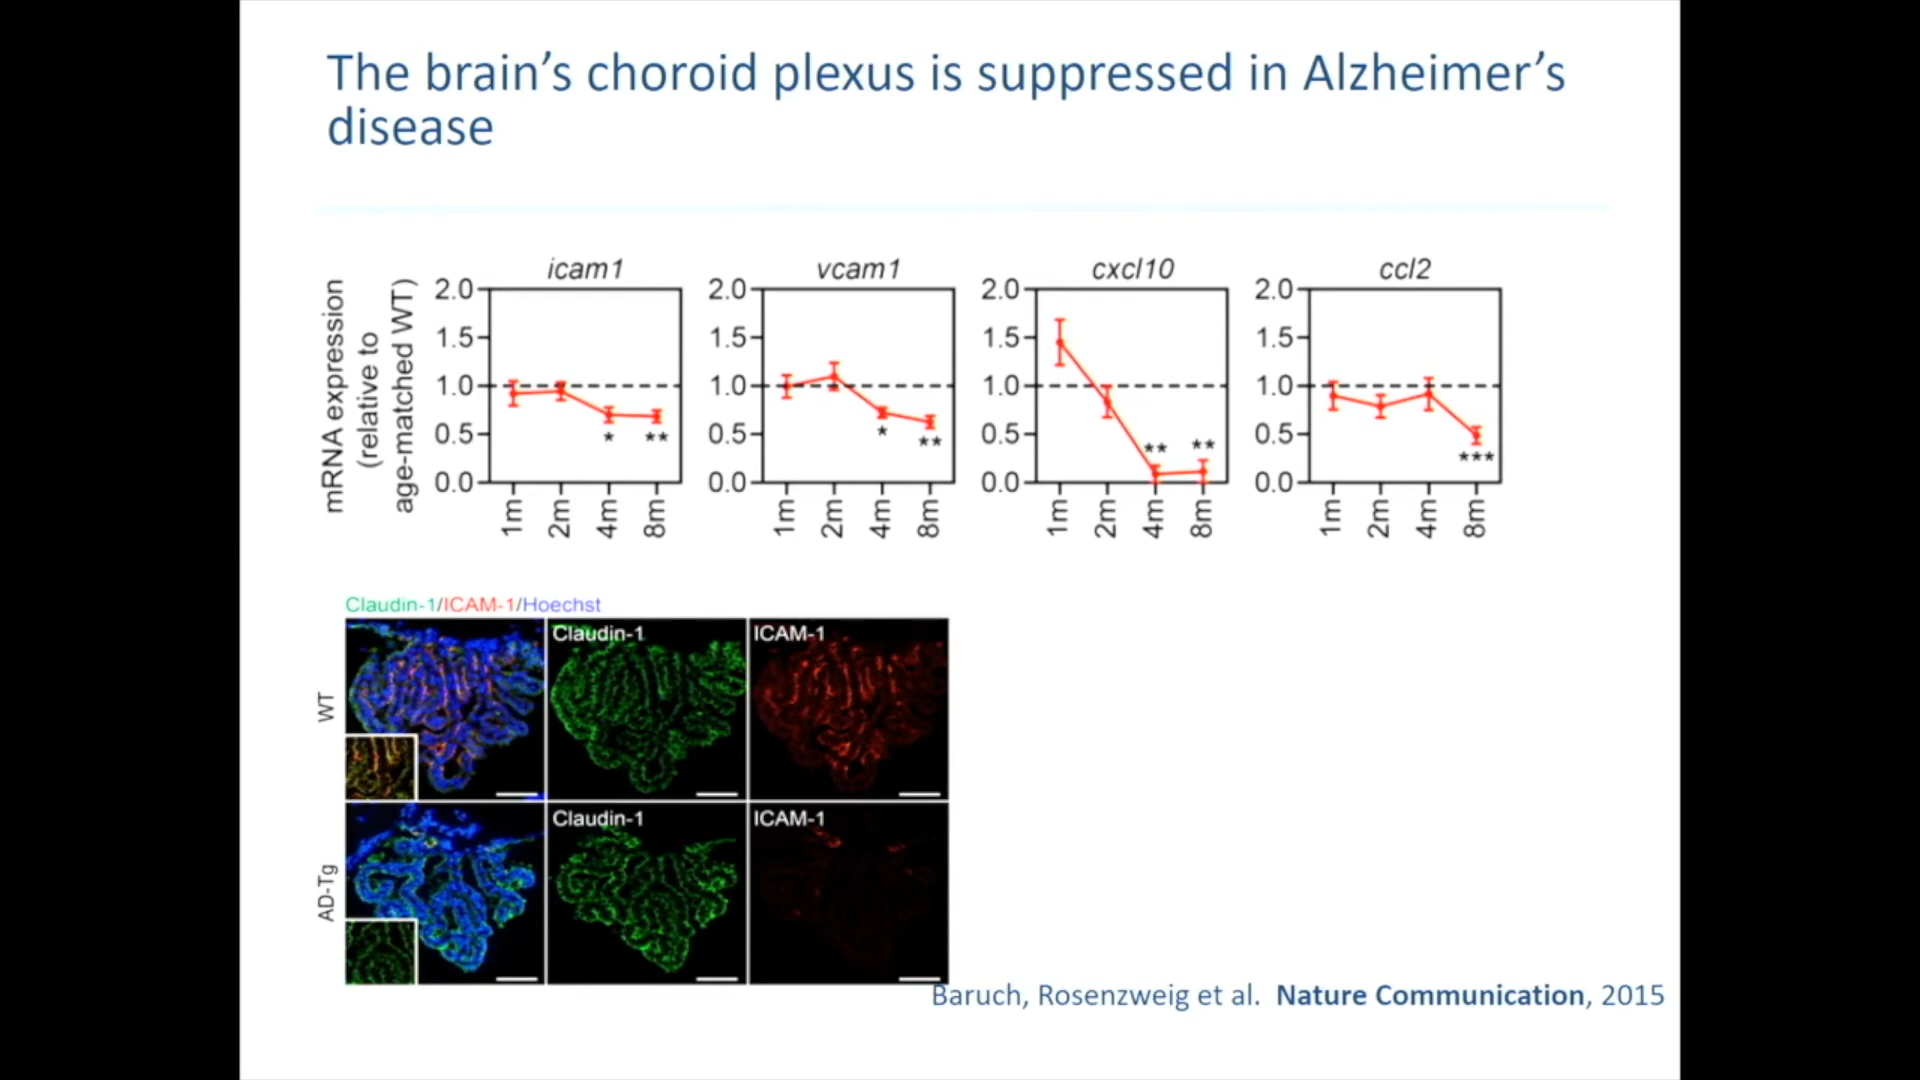 The brain’s choroid plexus is suppressed in Alzheimer’s
disease
mRNA expression
(relative to
age-matched WT)
icam1
2.0
1.5
1.0
0.5
0.0
* **
1m 2m 4m 8m
vcam1
2.0
1.5
1.0
0.5
0.0
* **
1m 2m 4m 8m
cxcl10
2.0
1.5
1.0
0.5
0.0
** **
1m 2m 4m 8m
ccl2
2.0
1.5
1.0
0.5
0.0
***
1m 2m 4m 8m
Claudin-1/ICAM-1/Hoechst
WT
Claudin-1
ICAM-1
AD-Tg
Claudin-1
ICAM-1
Baruch, Rosenzweig et al. Nature Communication, 2015